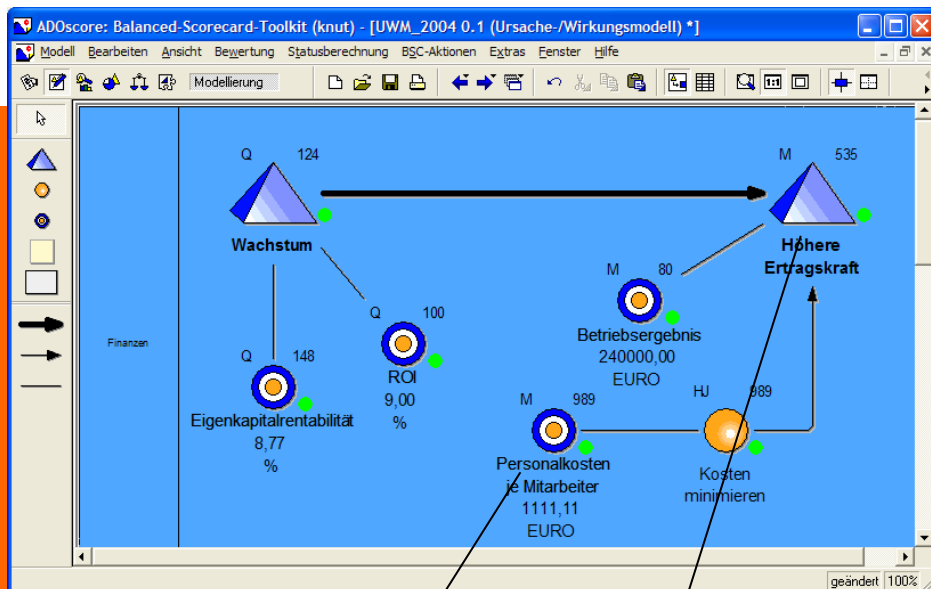 ADOscore: Balanced-Scorecard-Toolkit (knut) - [UWM_2004 0.1 (Ursache-/Wirkungsmodell) *]
Modell Bearbeiten Ansicht Bewertung Statusberechnung BSC-Aktionen Extras Fenster Hilfe
Modellierung
1:1
Q 124
M 535
Wachstum
Höhere
Ertragskraft
M 80
Q 100
Betriebsergebnis
240000,00
EURO
Finanzen
Q 148
ROI
9,00
%
M 989
HJ 989
Eigenkapitalrentabilität
8,77
%
Personalkosten
je Mitarbeiter
1111,11
EURO
Kosten
minimieren
geändert 100%